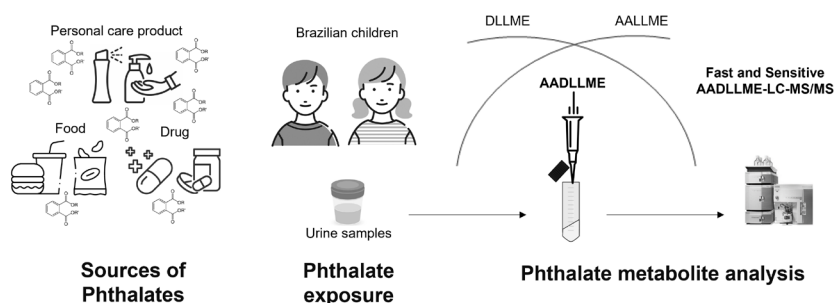 Personal care product
Food
Drug
Sources of
Phthalates
Brazilian children
Urine samples
Phthalate
exposure
DLLME
AALLME
AADLLME
Fast and Sensitive
AADLLME-LC-MS/MS
Phthalate metabolite analysis